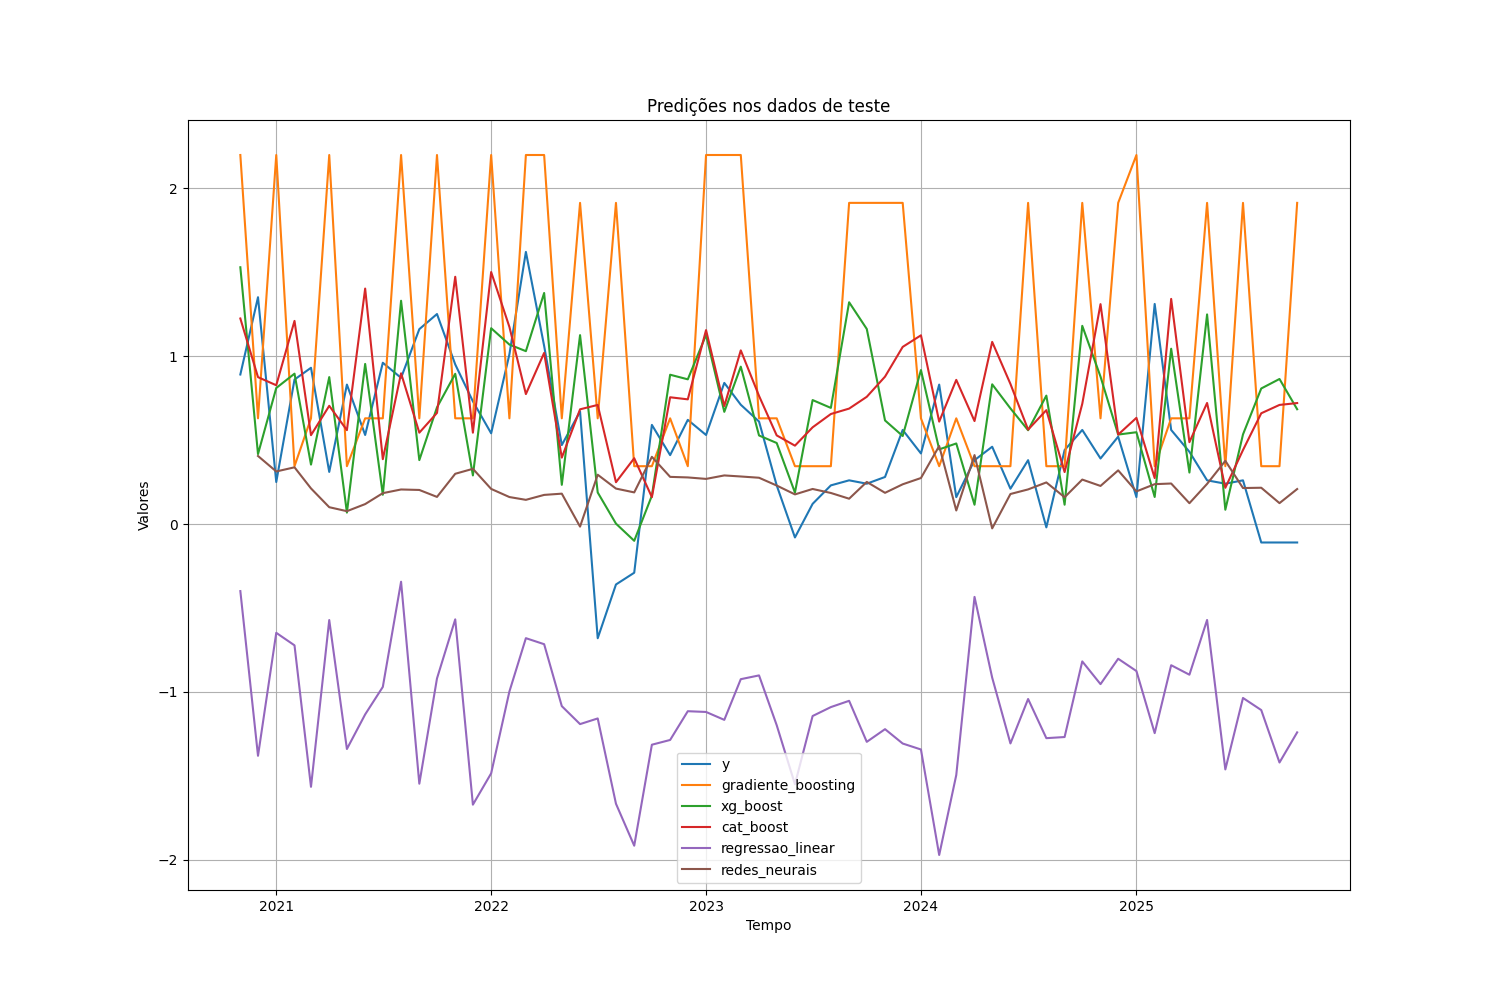 Predições nos dados de teste
Valores
2
1
0
−1
−2
y
gradiente_boosting
xg_boost
cat_boost
regressao_linear
redes_neurais
2021
2022
2023
2024
2025
Tempo